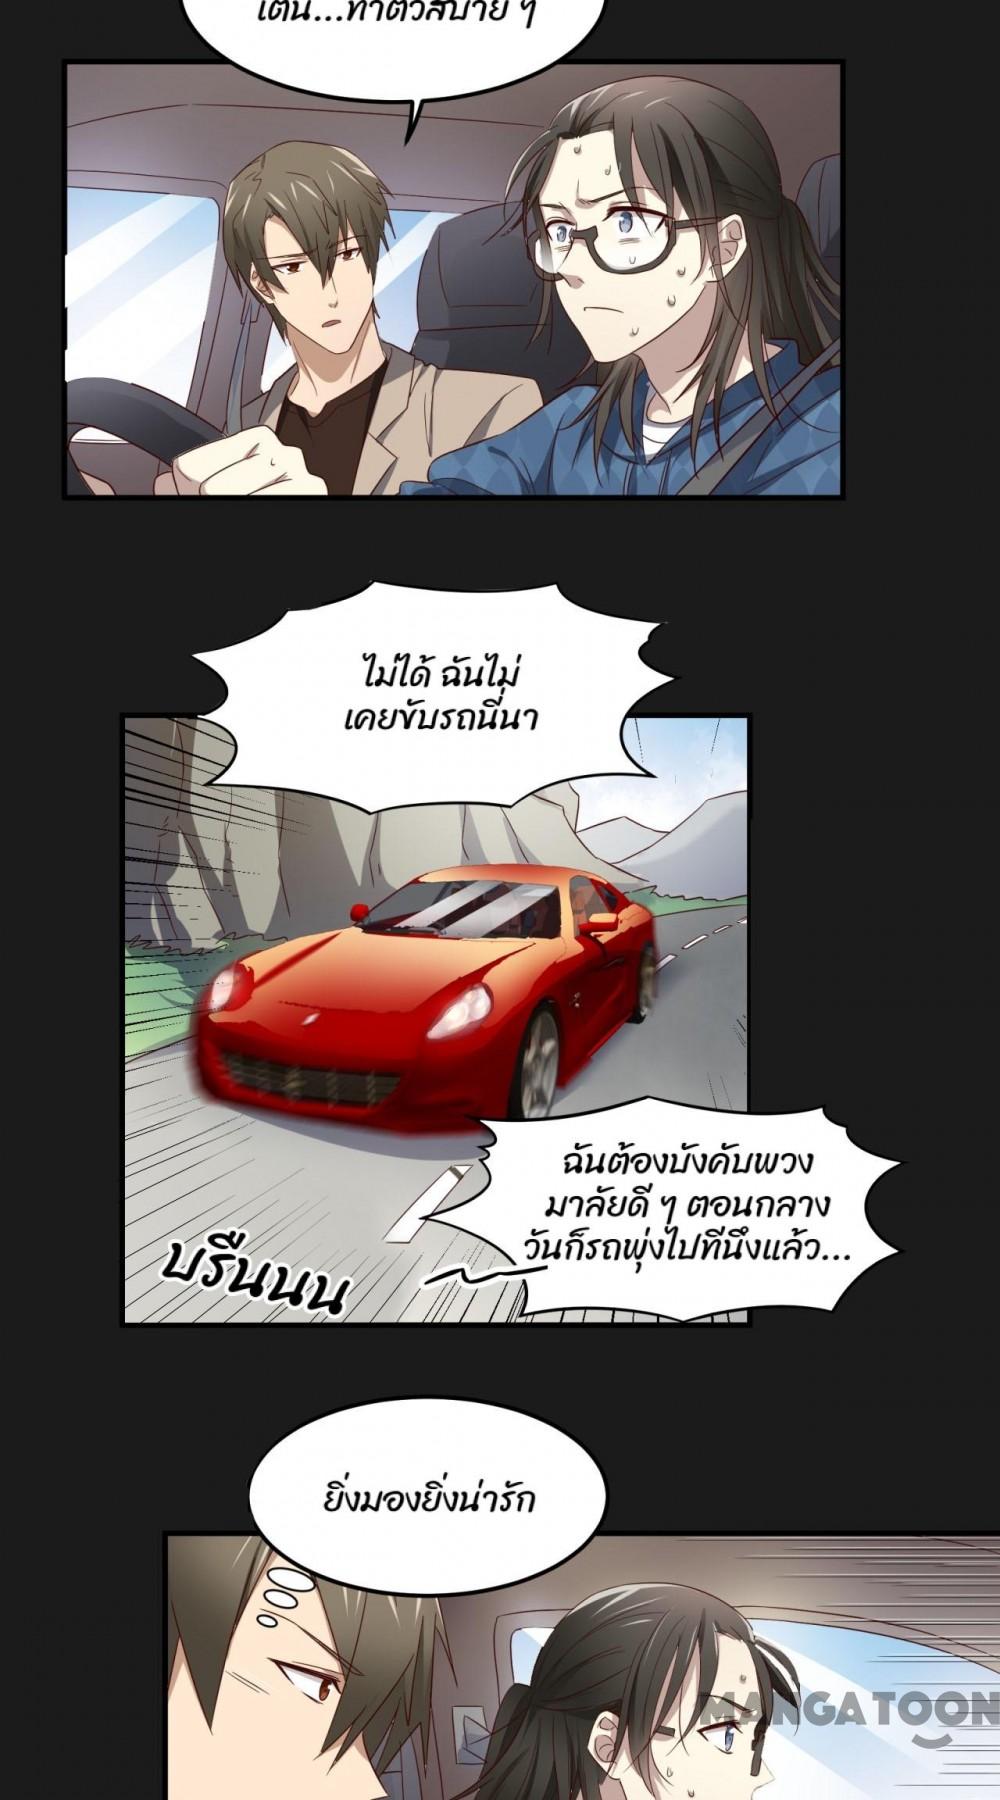 เต้น...ทำตัวสบาย ๆ
ไม่ได้ ฉันไม่
เคยขับรถนี่นา
ฉันต้องบังคับพวง
มาลัยดี ๆ ตอนกลาง
วันก็รถพุ่งไปทีนึงแล้ว...
บรืนนน
ยิ่งมองยิ่งน่ารัก
MANGATOON